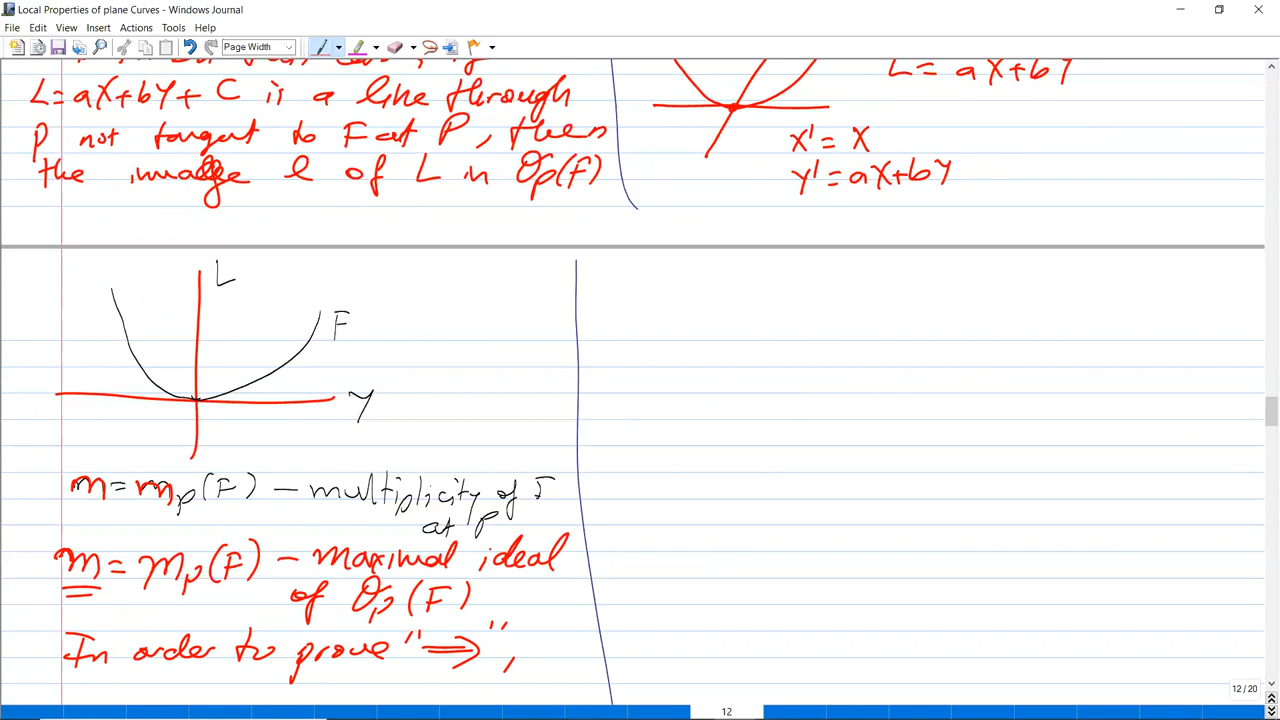 Local Properties of plane Curves - Windows Journal
File Edit View Insert Actions Tools Help
Page Width
L = aX+bY+C is a line through
P not tangent to F at P, then
the image l of L in O_P(F)
L = aX+bY
X' = X
Y' = aX+bY
L
F
Y
m = m_P(F) – multiplicity of F
at P
m = m_P(F) – maximal ideal
of O_P(F)
In order to prove "⇒",
12 / 20
12